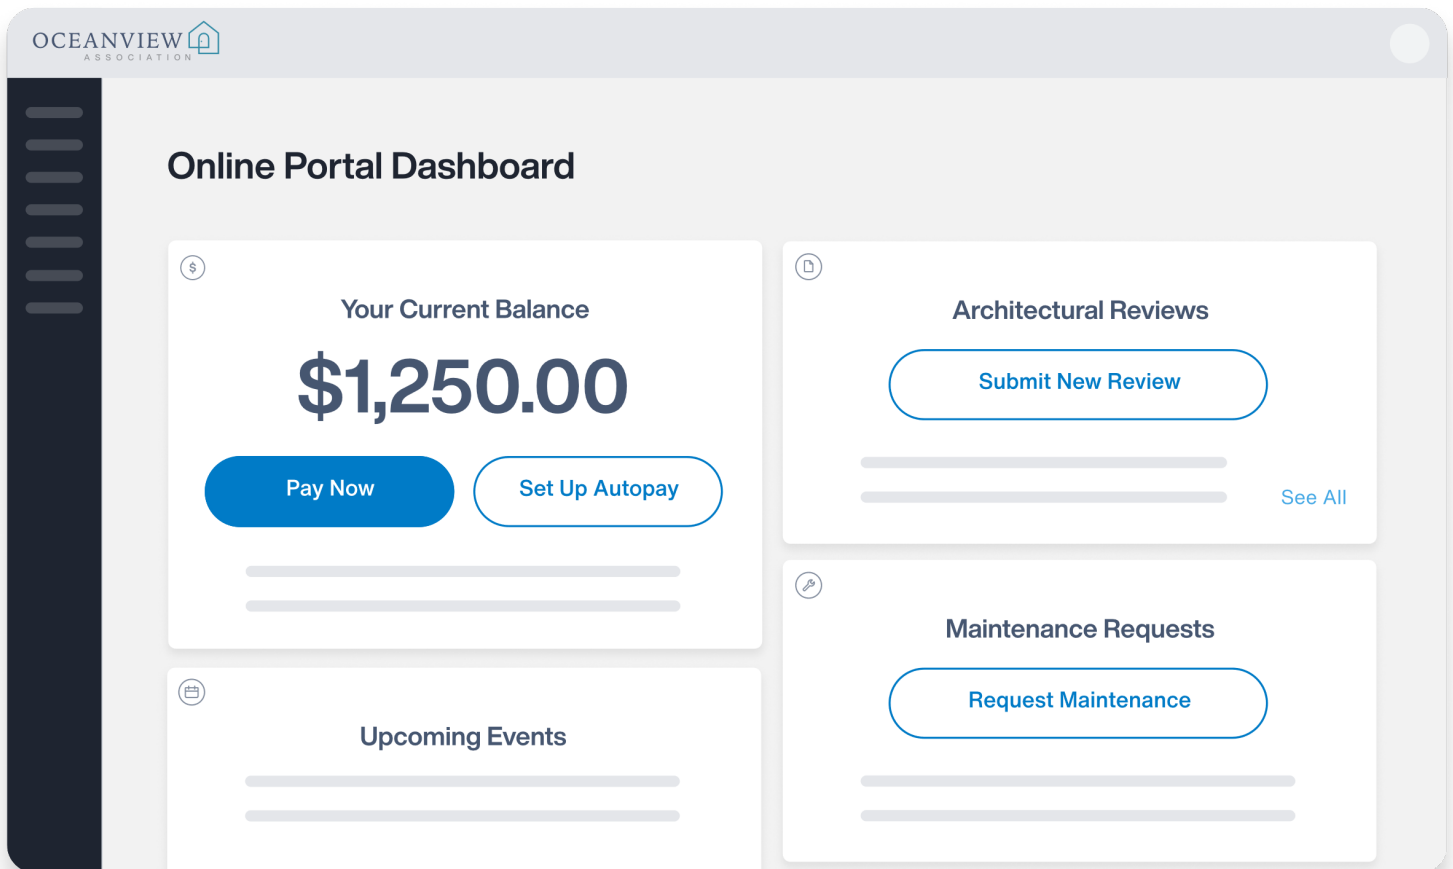 OCEANVIEW
ASSOCIATION
Online Portal Dashboard
$
Your Current Balance
$1,250.00
Pay Now
Set Up Autopay
Upcoming Events
Architectural Reviews
Submit New Review
See All
Maintenance Requests
Request Maintenance